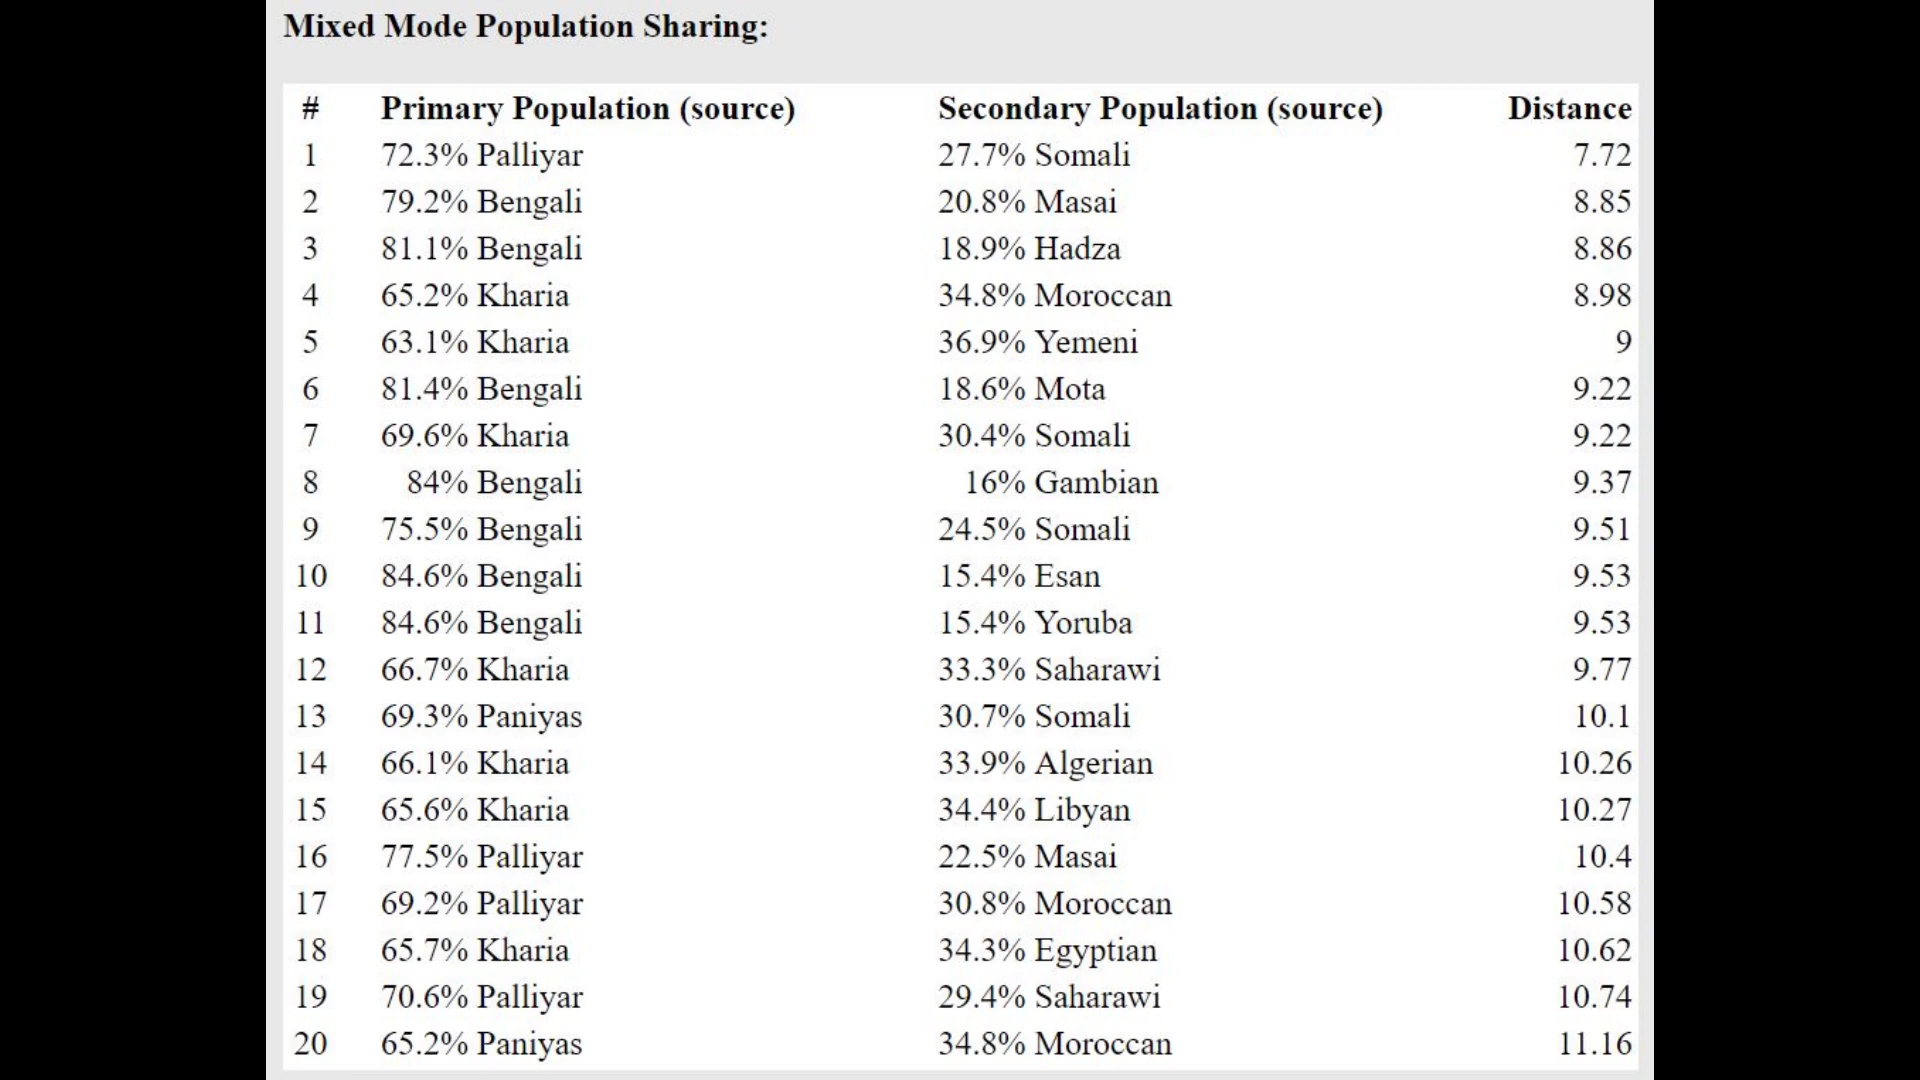 Mixed Mode Population Sharing:
# Primary Population (source) Secondary Population (source) Distance
1 72.3% Palliyar 27.7% Somali 7.72
2 79.2% Bengali 20.8% Masai 8.85
3 81.1% Bengali 18.9% Hadza 8.86
4 65.2% Kharia 34.8% Moroccan 8.98
5 63.1% Kharia 36.9% Yemeni 9
6 81.4% Bengali 18.6% Mota 9.22
7 69.6% Kharia 30.4% Somali 9.22
8 84% Bengali 16% Gambian 9.37
9 75.5% Bengali 24.5% Somali 9.51
10 84.6% Bengali 15.4% Esan 9.53
11 84.6% Bengali 15.4% Yoruba 9.53
12 66.7% Kharia 33.3% Saharawi 9.77
13 69.3% Paniyas 30.7% Somali 10.1
14 66.1% Kharia 33.9% Algerian 10.26
15 65.6% Kharia 34.4% Libyan 10.27
16 77.5% Palliyar 22.5% Masai 10.4
17 69.2% Palliyar 30.8% Moroccan 10.58
18 65.7% Kharia 34.3% Egyptian 10.62
19 70.6% Palliyar 29.4% Saharawi 10.74
20 65.2% Paniyas 34.8% Moroccan 11.16